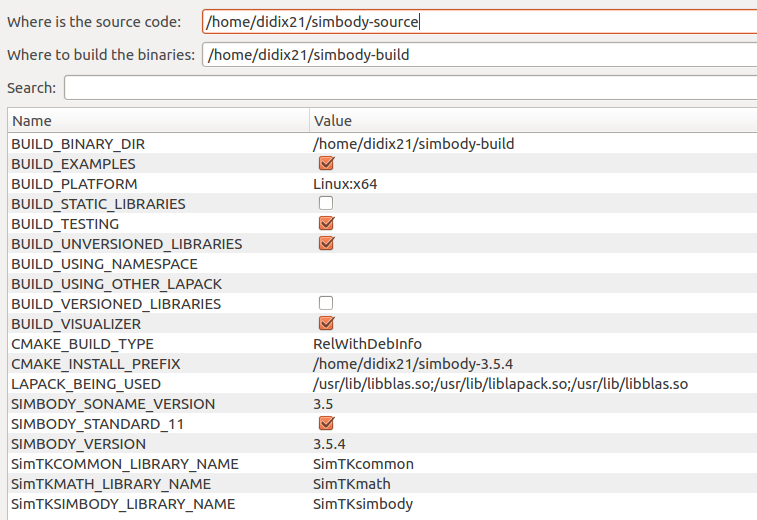 Where is the source code: /home/didix21/simbody-source
Where to build the binaries: /home/didix21/simbody-build
Search:
Name Value
BUILD_BINARY_DIR /home/didix21/simbody-build
BUILD_EXAMPLES
BUILD_PLATFORM Linux:x64
BUILD_STATIC_LIBRARIES
BUILD_TESTING
BUILD_UNVERSIONED_LIBRARIES
BUILD_USING_NAMESPACE
BUILD_USING_OTHER_LAPACK
BUILD_VERSIONED_LIBRARIES
BUILD_VISUALIZER
CMAKE_BUILD_TYPE RelWithDebInfo
CMAKE_INSTALL_PREFIX /home/didix21/simbody-3.5.4
LAPACK_BEING_USED /usr/lib/libblas.so;/usr/lib/liblapack.so;/usr/lib/libblas.so
SIMBODY_SONAME_VERSION 3.5
SIMBODY_STANDARD_11
SIMBODY_VERSION 3.5.4
SimTKCOMMON_LIBRARY_NAME SimTKcommon
SimTKMATH_LIBRARY_NAME SimTKmath
SimTKSIMBODY_LIBRARY_NAME SimTKsimbody